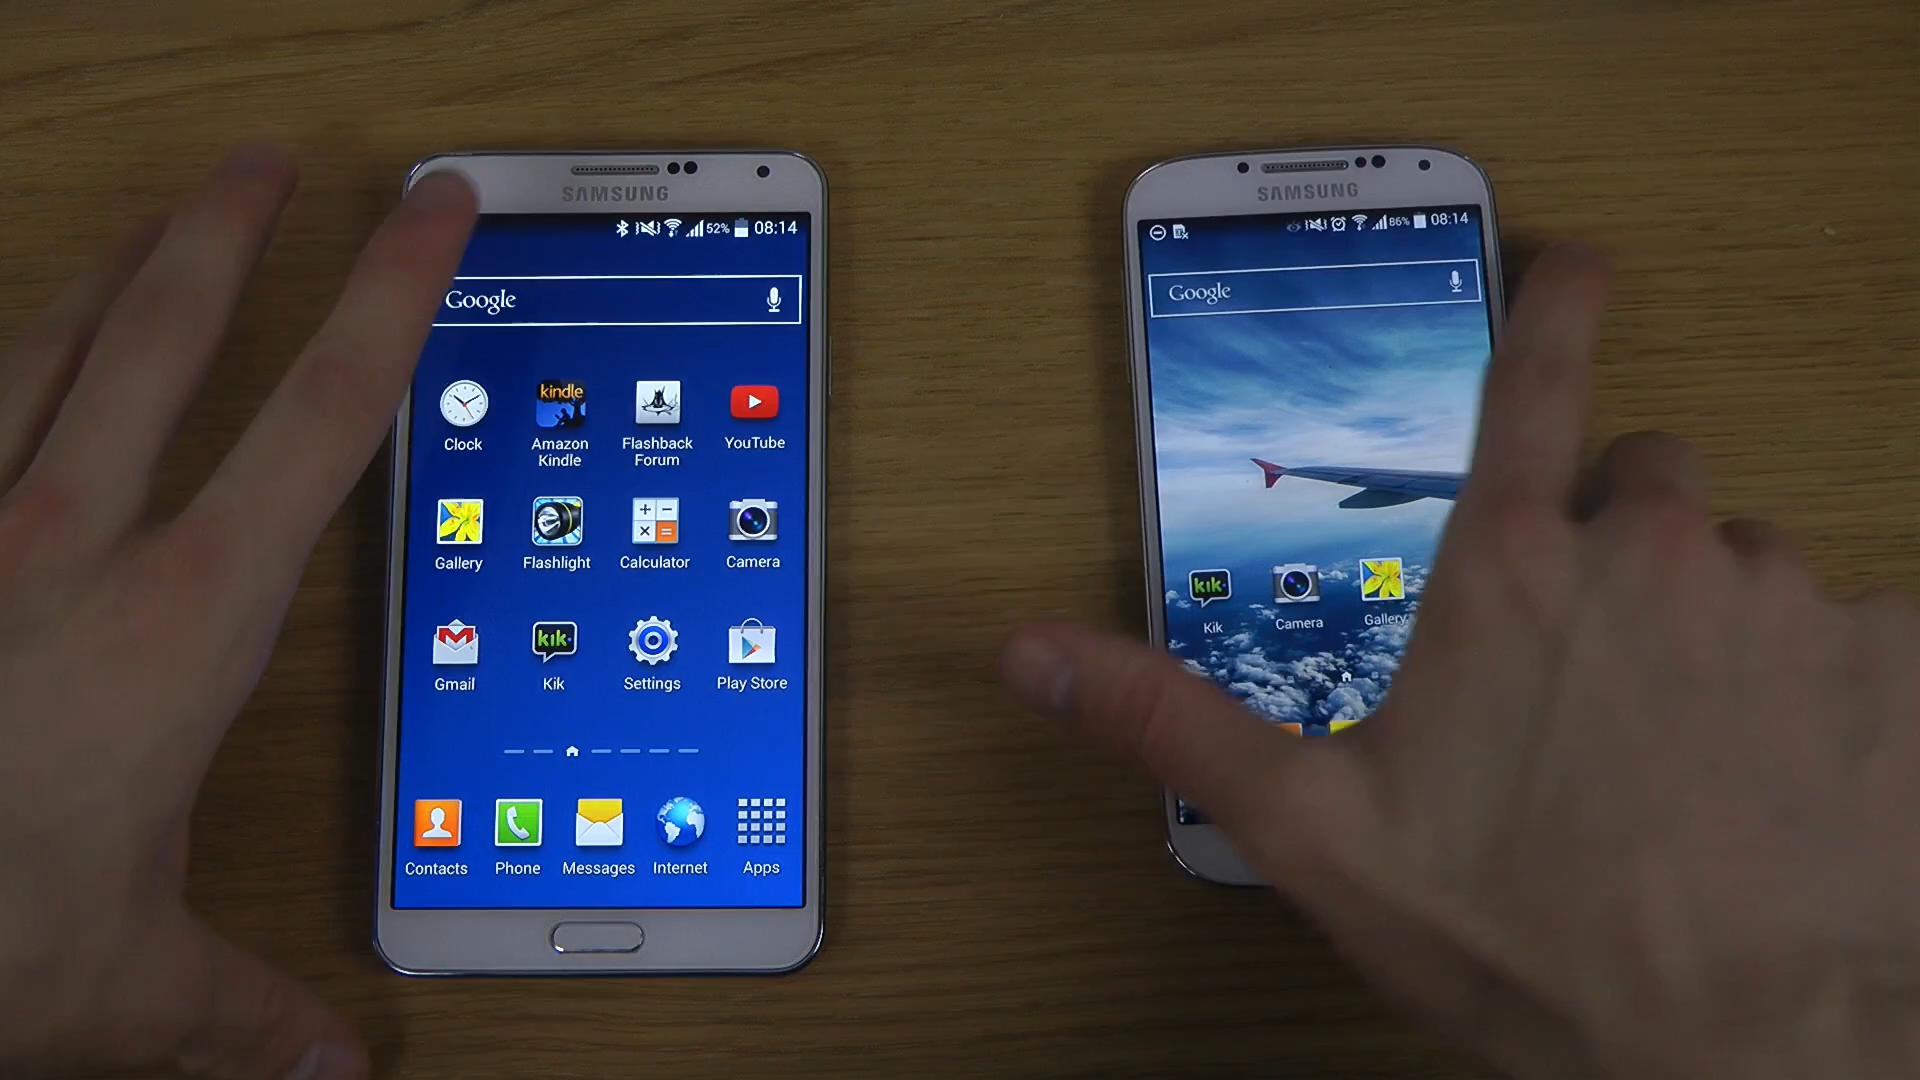 SAMSUNG
52% 08:14
Google
Clock
kindle
Amazon
Kindle
Flashback
Forum
YouTube
Gallery
Flashlight
+ − × =
Calculator
Camera
Gmail
kik
Kik
Settings
Play Store
Contacts
Phone
Messages
Internet
Apps
SAMSUNG
86% 08:14
Google
kik
Kik
Camera
Gallery